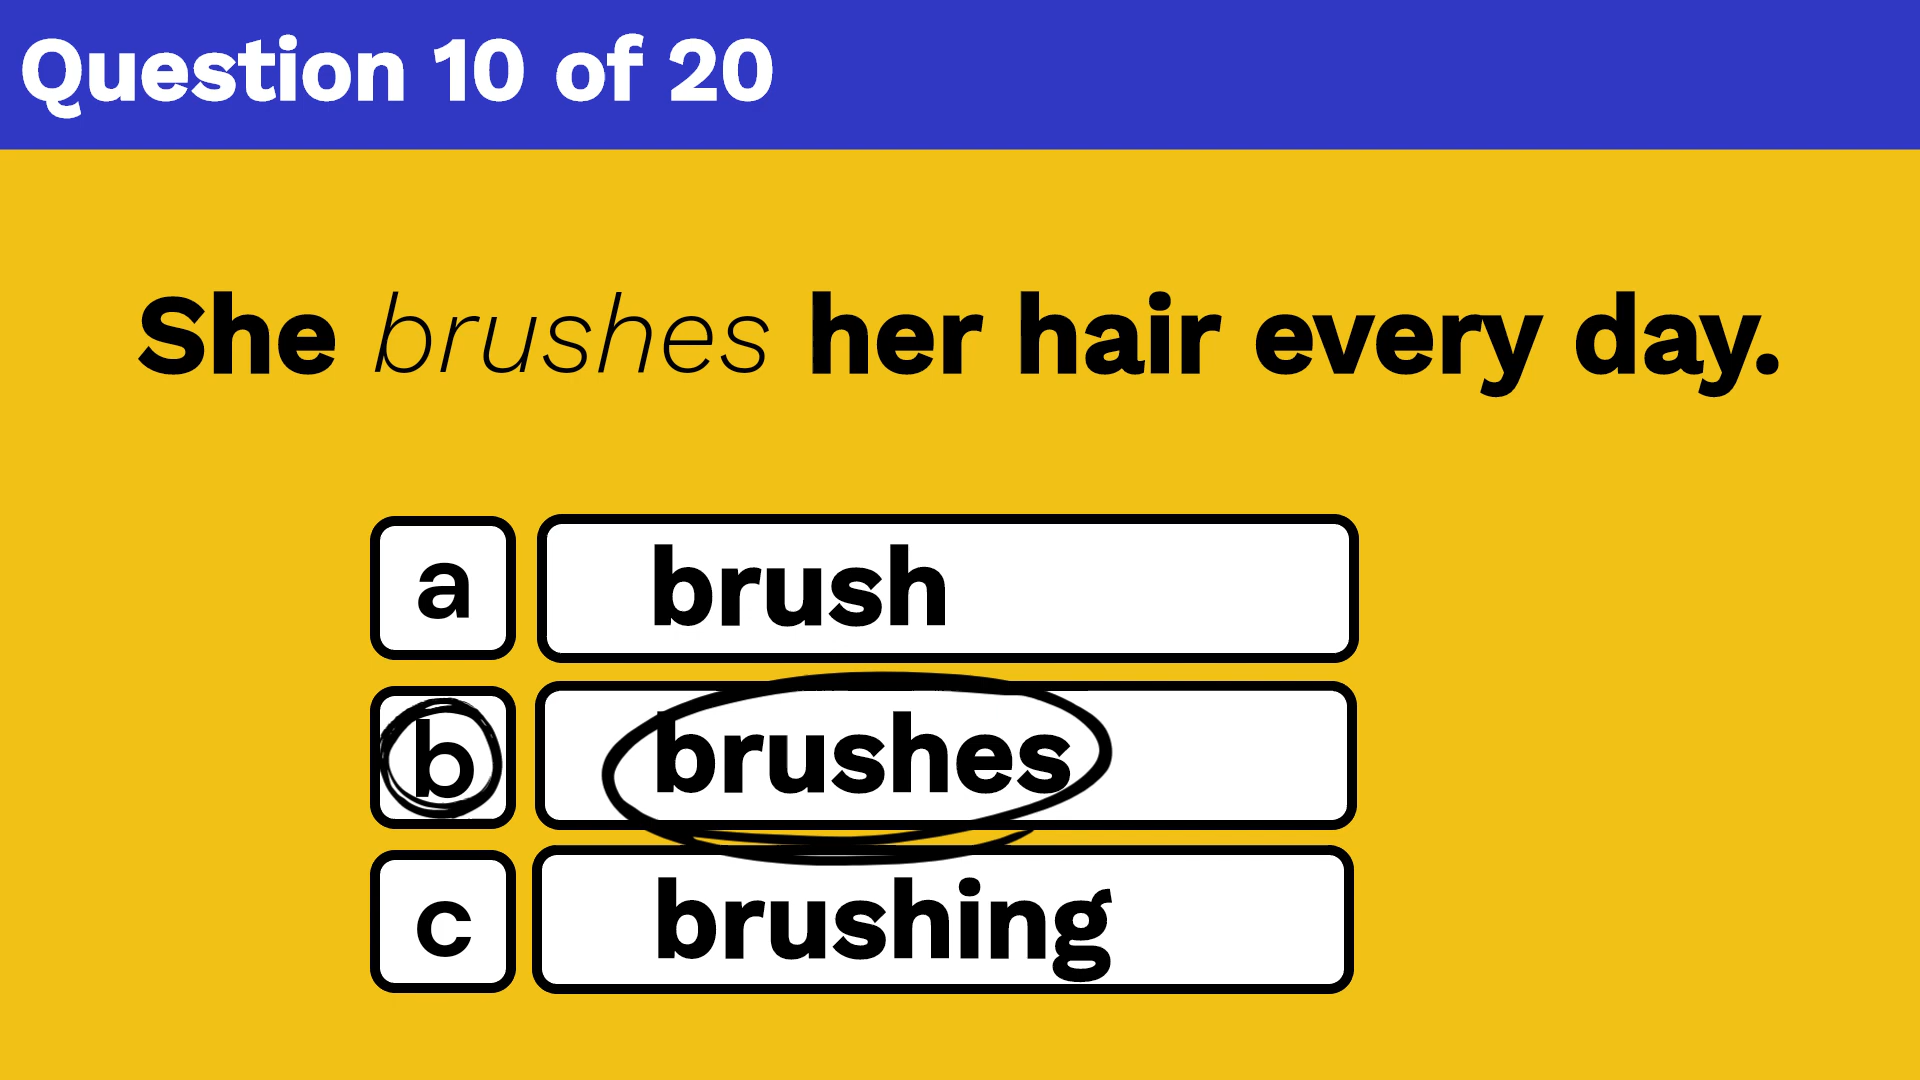 Question 10 of 20
She brushes her hair every day.
a brush
b brushes
c brushing